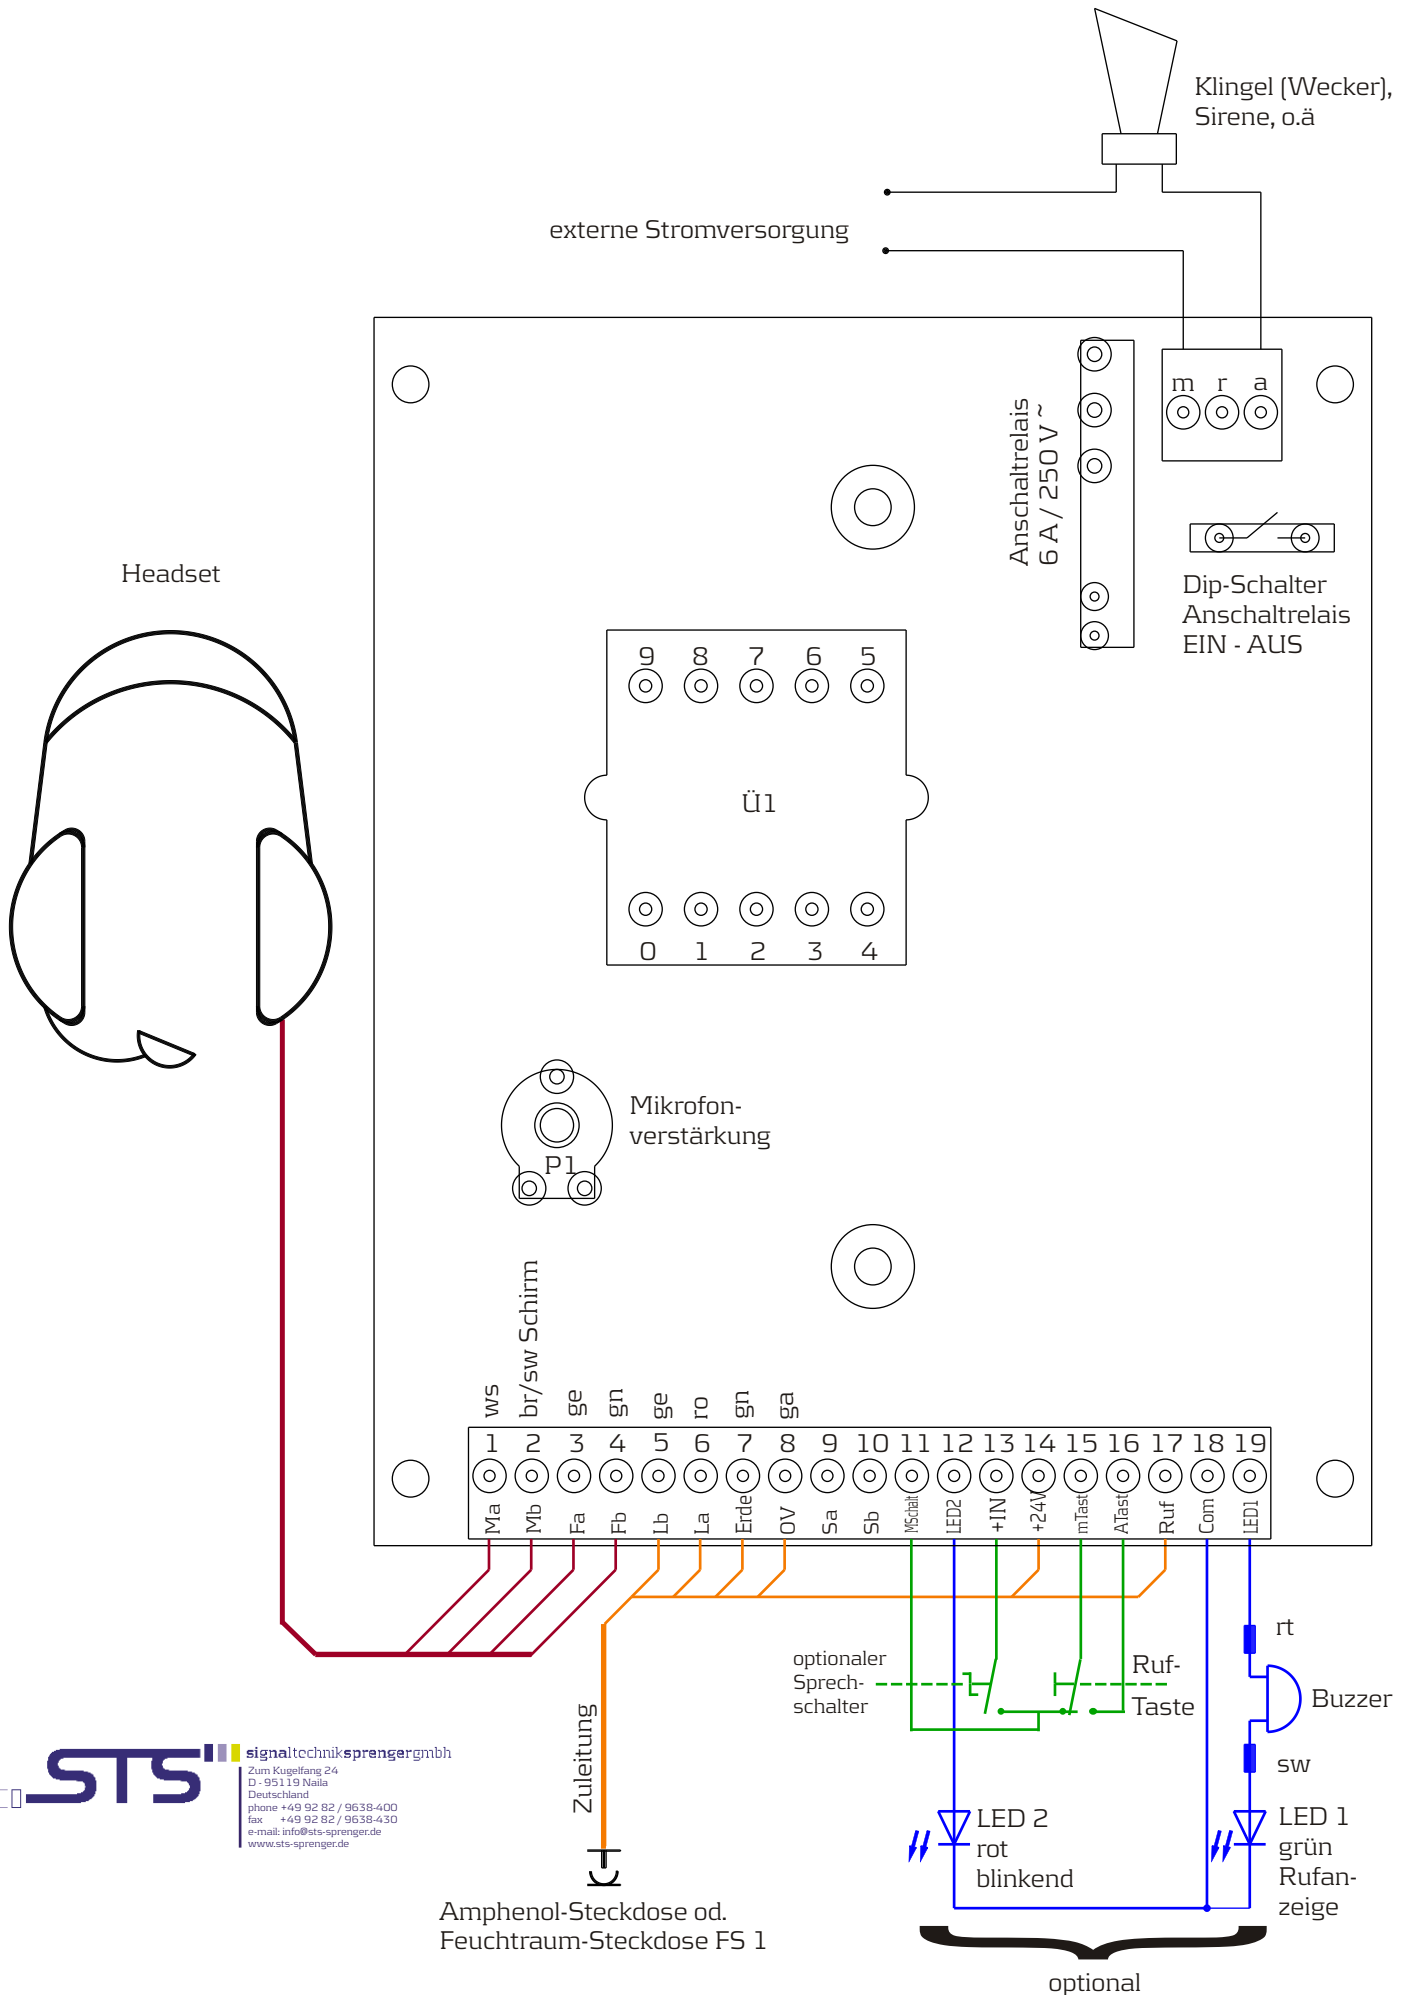 Klingel (Wecker),
Sirene, o.ä
externe Stromversorgung
m r a
Anschaltrelais
6 A / 250 V ~
Dip-Schalter
Anschaltrelais
EIN - AUS
Headset
9 8 7 6 5
Ü1
0 1 2 3 4
Mikrofon-
verstärkung
P1
ws
br/sw Schirm
ge
gn
ge
ro
gn
ga
1 2 3 4 5 6 7 8 9 10 11 12 13 14 15 16 17 18 19
Ma
Mb
Fa
Fb
Lb
La
Erde
0V
Sa
Sb
MSchalt
LED2
+IN
+24V
mTast
ATast
Ruf
Com
LED1
rt
optionaler
Sprech-
schalter
Ruf-
Taste
Buzzer
sw
Zuleitung
LED 2
rot
blinkend
LED 1
grün
Rufan-
zeige
STS
signaltechniksprengergmbh
Zum Kugelfang 24
D - 95119 Naila
Deutschland
phone +49 92 82 / 9638-400
fax +49 92 82 / 9638-430
e-mail: info@sts-sprenger.de
www.sts-sprenger.de
Amphenol-Steckdose od.
Feuchtraum-Steckdose FS 1
optional